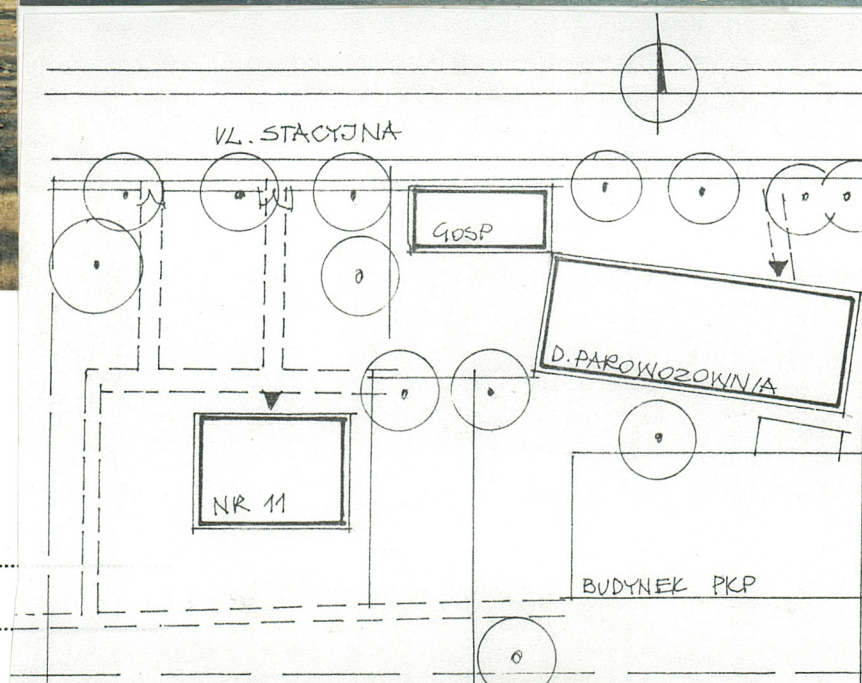 UL. STACYJNA
GOSP
D. PAROWOZOWNIA
NR 11
BUDYNEK PKP